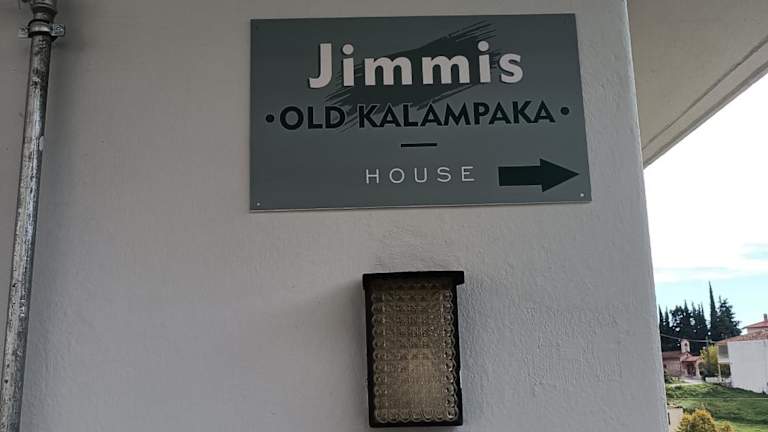 Jimmis
• OLD KALAMPAKA •
HOUSE